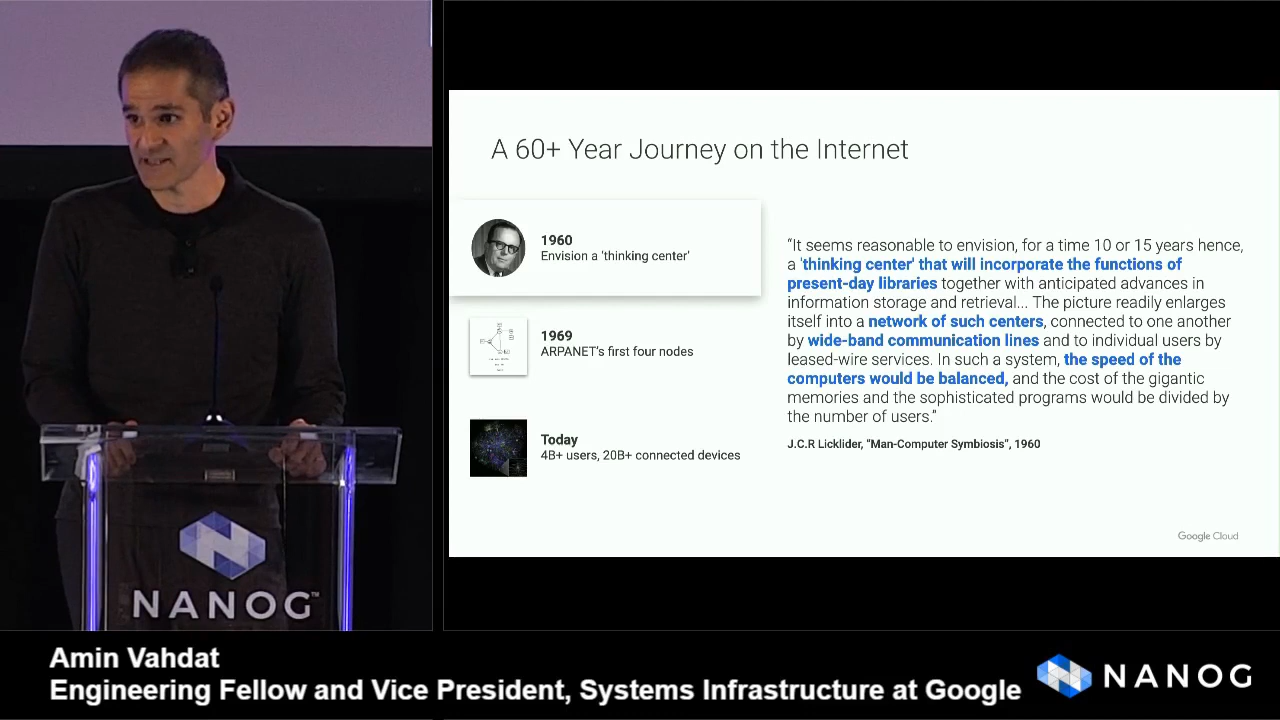 A 60+ Year Journey on the Internet
1960
Envision a 'thinking center'
1969
ARPANET's first four nodes
Today
4B+ users, 20B+ connected devices
“It seems reasonable to envision, for a time 10 or 15 years hence,
a 'thinking center' that will incorporate the functions of
present-day libraries together with anticipated advances in
information storage and retrieval... The picture readily enlarges
itself into a network of such centers, connected to one another
by wide-band communication lines and to individual users by
leased-wire services. In such a system, the speed of the
computers would be balanced, and the cost of the gigantic
memories and the sophisticated programs would be divided by
the number of users.”
J.C.R Licklider, “Man-Computer Symbiosis”, 1960
Google Cloud
NANOG™
Amin Vahdat
Engineering Fellow and Vice President, Systems Infrastructure at Google
NANOG